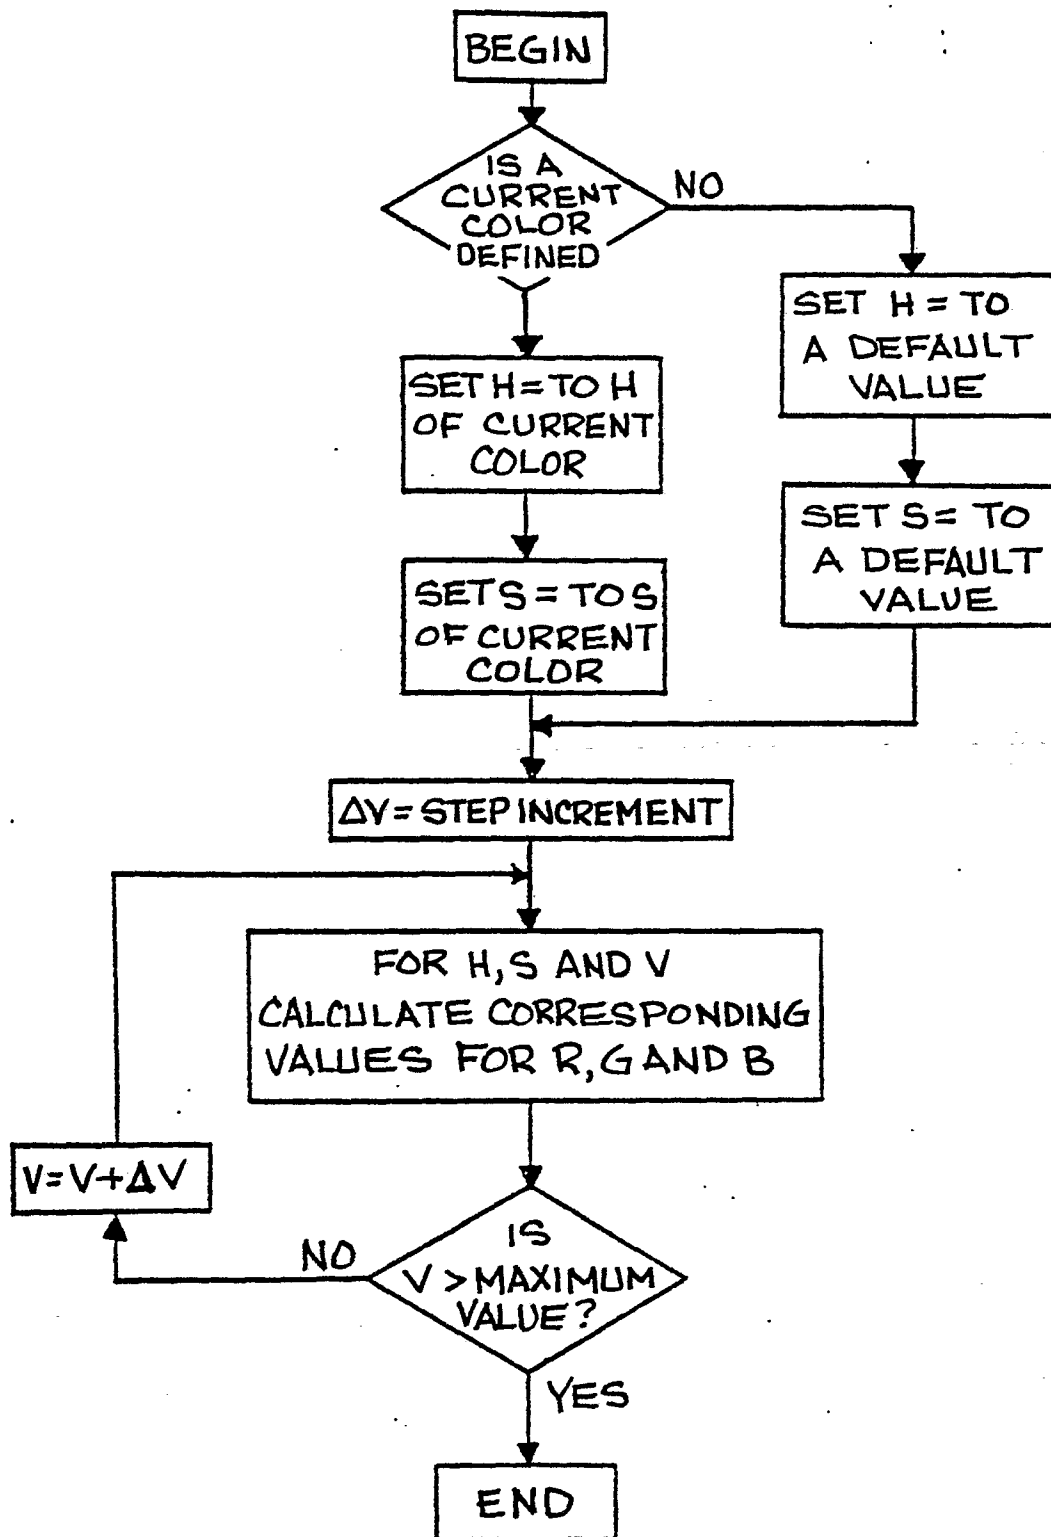 BEGIN
IS A
CURRENT
COLOR
DEFINED
NO
SET H = TO
A DEFAULT
VALUE
SET H = TO H
OF CURRENT
COLOR
SET S = TO
A DEFAULT
VALUE
SET S = TO S
OF CURRENT
COLOR
ΔV = STEP INCREMENT
FOR H, S AND V
CALCULATE CORRESPONDING
VALUES FOR R, G AND B
V = V + ΔV
NO
IS
V > MAXIMUM
VALUE?
YES
END